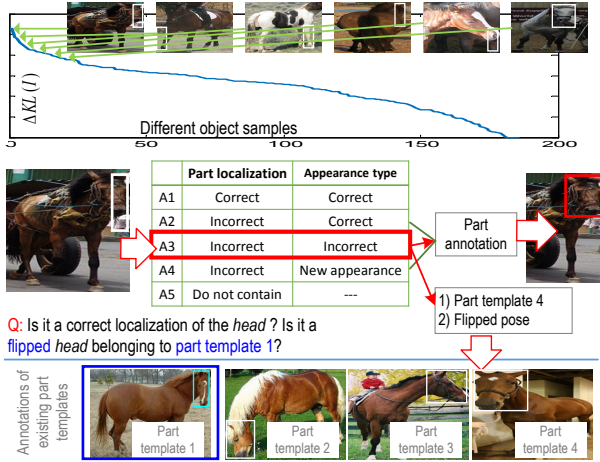 ΔKL (I)
Different object samples
3 50 100 150 200
Part localization Appearance type
A1 Correct Correct
A2 Incorrect Correct
A3 Incorrect Incorrect
A4 Incorrect New appearance
A5 Do not contain ---
Part
annotation
1) Part template 4
2) Flipped pose
Q: Is it a correct localization of the head ? Is it a
flipped head belonging to part template 1?
Annotations of
existing part
templates
Part
template 1
Part
template 2
Part
template 3
Part
template 4